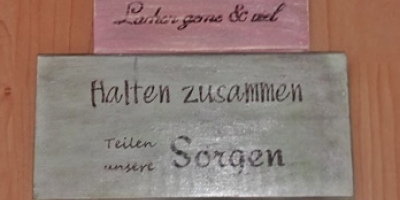 Lachen gerne & viel
Halten zusammen
Teilen
unsere Sorgen